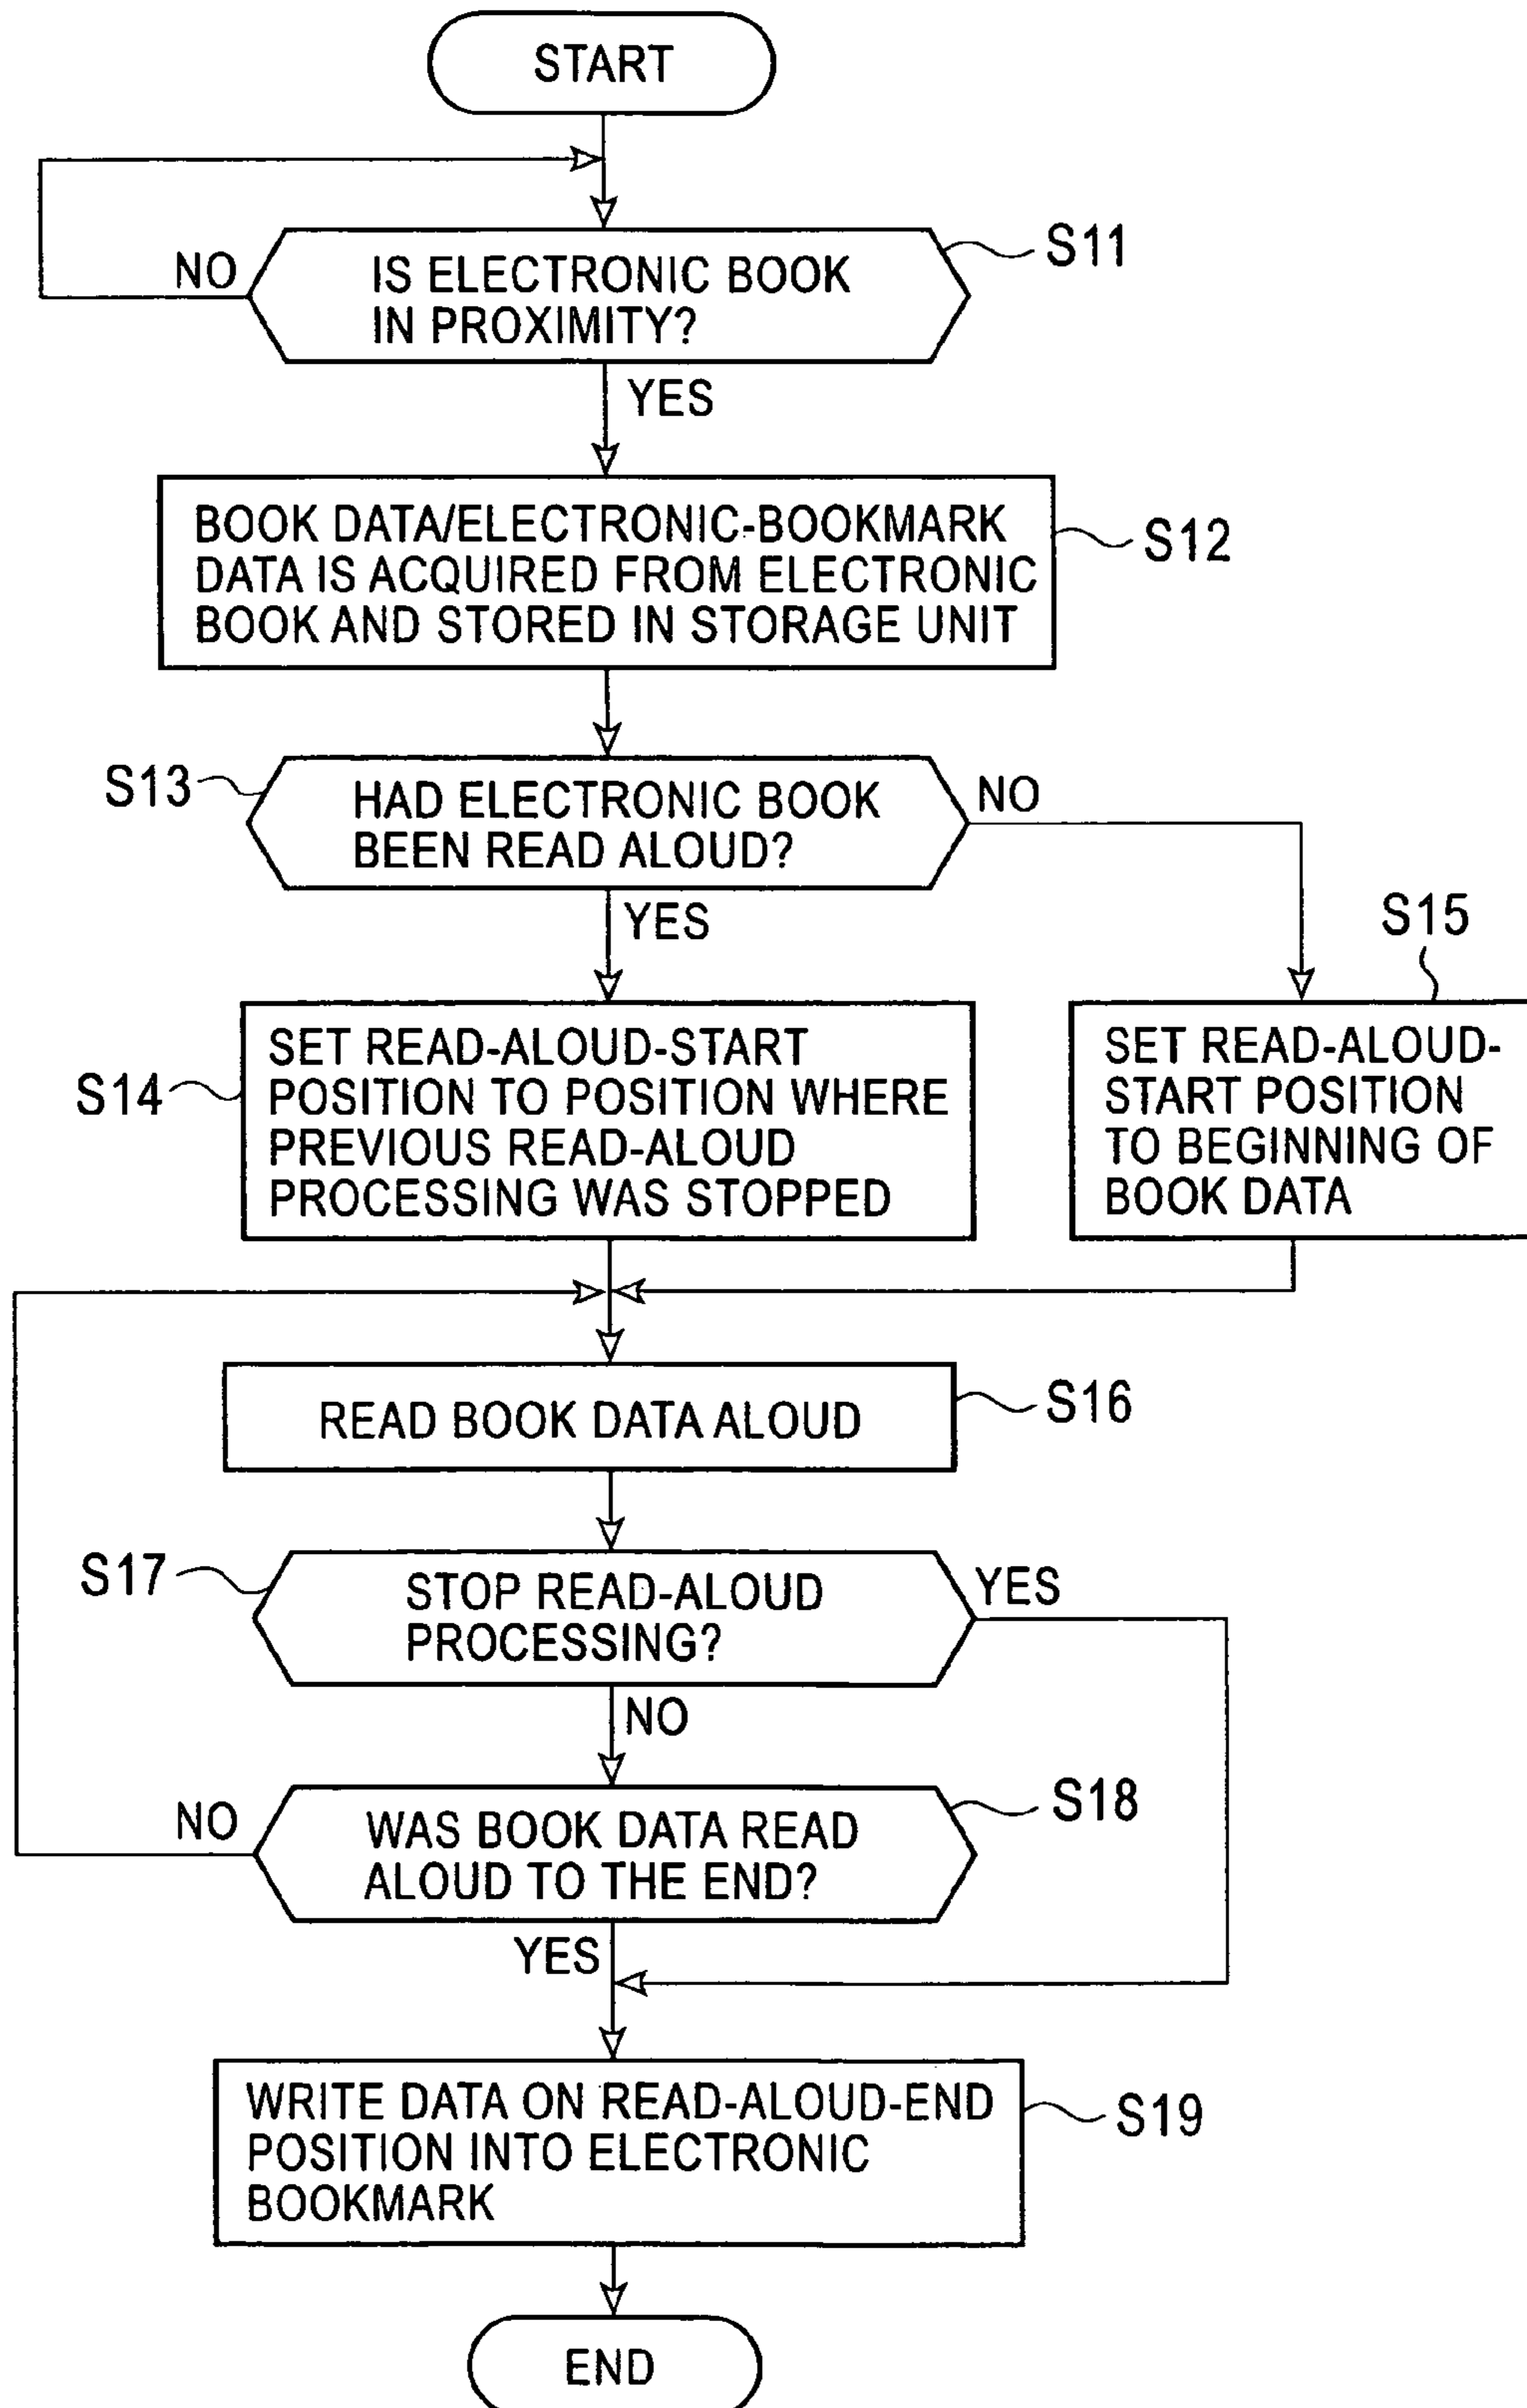 START
NO
IS ELECTRONIC BOOK
IN PROXIMITY?
S11
YES
BOOK DATA/ELECTRONIC-BOOKMARK
DATA IS ACQUIRED FROM ELECTRONIC
BOOK AND STORED IN STORAGE UNIT
S12
S13
HAD ELECTRONIC BOOK
BEEN READ ALOUD?
NO
YES
S14
SET READ-ALOUD-START
POSITION TO POSITION WHERE
PREVIOUS READ-ALOUD
PROCESSING WAS STOPPED
S15
SET READ-ALOUD-
START POSITION
TO BEGINNING OF
BOOK DATA
READ BOOK DATA ALOUD
S16
S17
STOP READ-ALOUD
PROCESSING?
YES
NO
NO
WAS BOOK DATA READ
ALOUD TO THE END?
S18
YES
WRITE DATA ON READ-ALOUD-END
POSITION INTO ELECTRONIC
BOOKMARK
S19
END